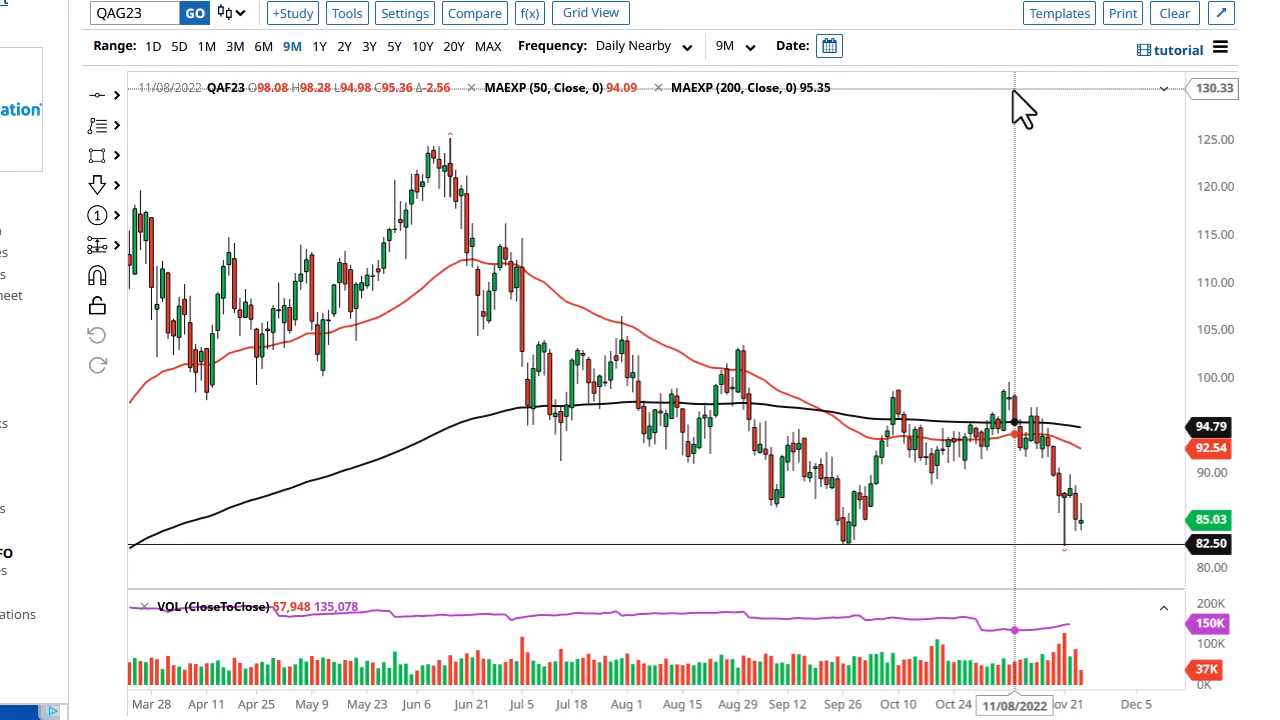 QAG23 GO +Study Tools Settings Compare f(x) Grid View Templates Print Clear
Range: 1D 5D 1M 3M 6M 9M 1Y 2Y 3Y 5Y 10Y 20Y MAX Frequency: Daily Nearby 9M Date:
tutorial
11/08/2022 QAF23 O98.08 H98.28 L94.98 C95.36 Δ-2.56 × MAEXP (50, Close, 0) 94.09 × MAEXP (200, Close, 0) 95.35
130.33
ation
125.00
120.00
1
115.00
es
s
110.00
heet
105.00
100.00
ks
94.79
92.54
90.00
s
85.03
82.50
FO
80.00
es
× VOL (CloseToClose) 57,948 135,078
200K
ations
150K
100K
37K
0K
Mar 28 Apr 11 Apr 25 May 9 May 23 Jun 6 Jun 21 Jul 5 Jul 18 Aug 1 Aug 15 Aug 29 Sep 12 Sep 26 Oct 10 Oct 24 11/08/2022 ov 21 Dec 5